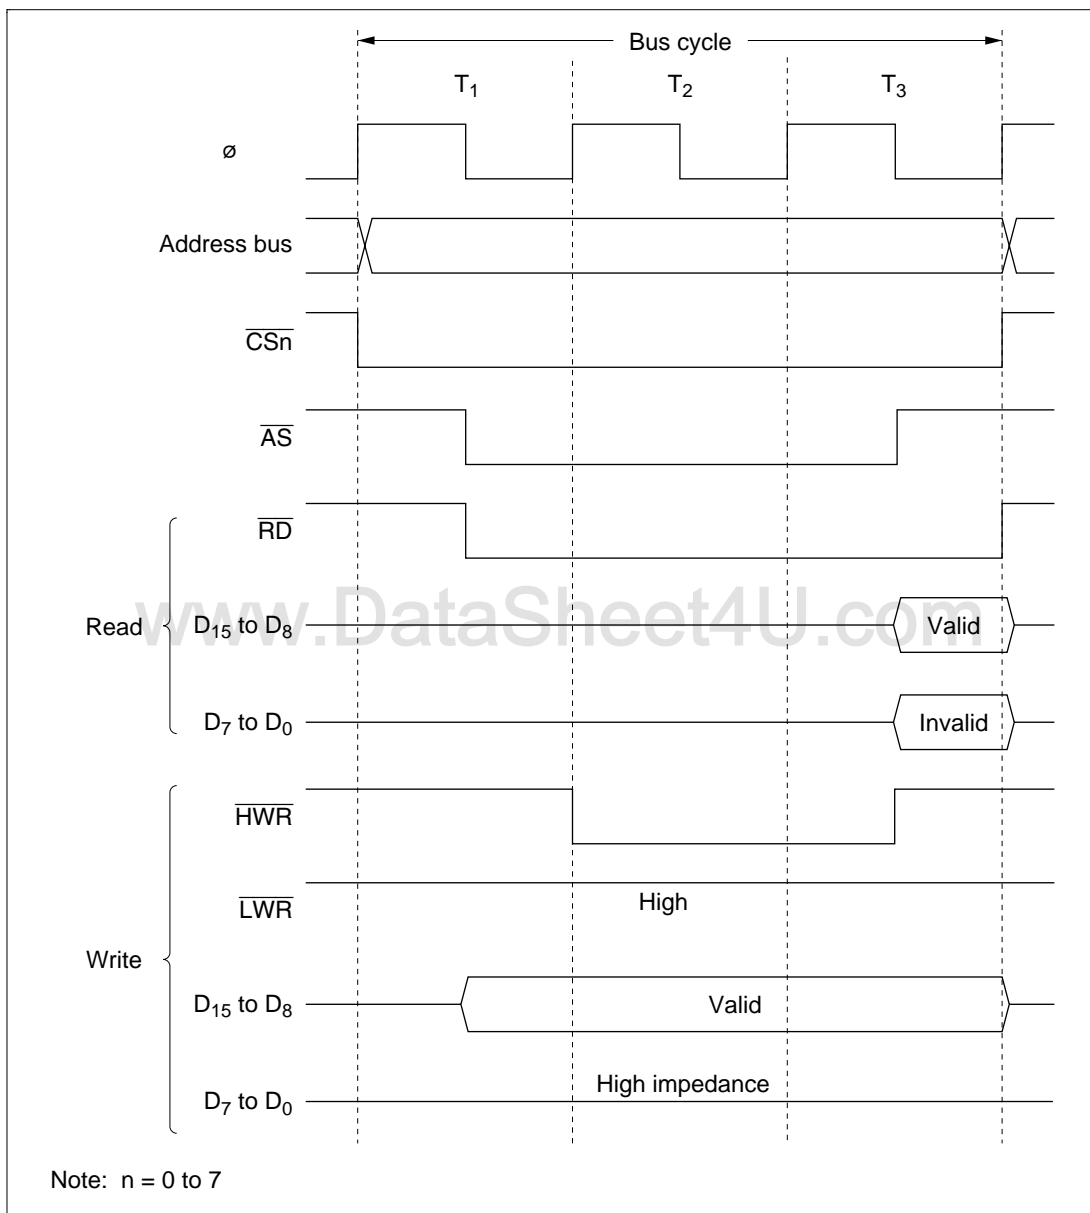 Bus cycle
T1 T2 T3
ø
Address bus
CSn
AS
RD
Read
D15 to D8 Valid
D7 to D0 Invalid
HWR
LWR High
Write
D15 to D8 Valid
D7 to D0 High impedance
Note: n = 0 to 7
www.DataSheet4U.com